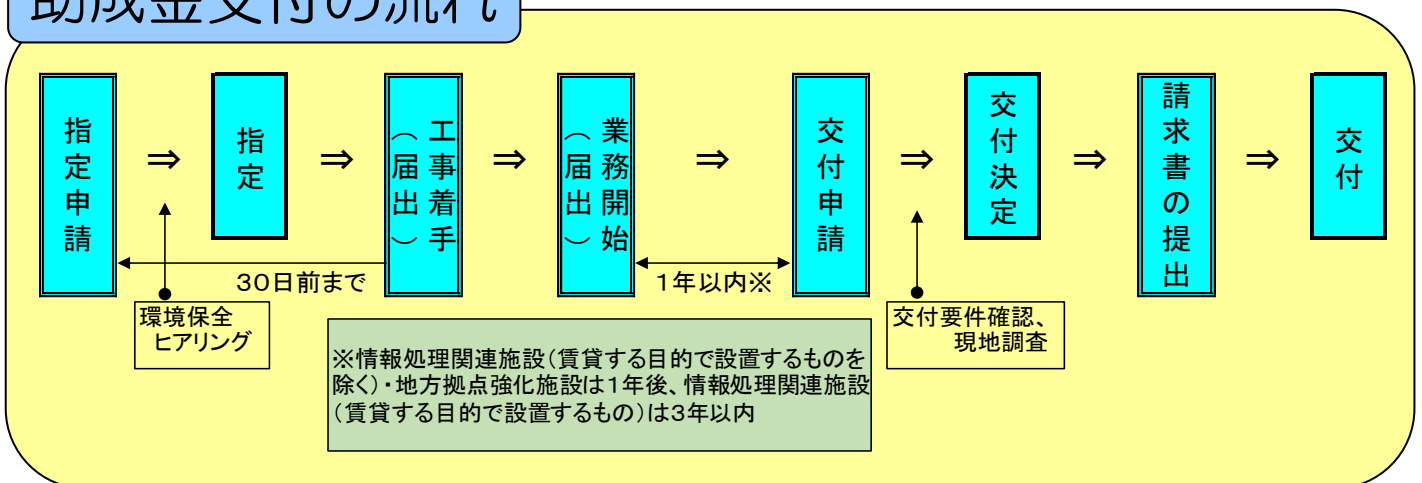 助成金交付の流れ
指定申請
⇒
指定
⇒
工事着手
（届出）
⇒
業務開始
（届出）
⇒
交付申請
⇒
交付決定
⇒
請求書の提出
⇒
交付
30日前まで
1年以内※
環境保全
ヒアリング
交付要件確認、
現地調査
※情報処理関連施設（賃貸する目的で設置するものを
除く）・地方拠点強化施設は1年後、情報処理関連施設
（賃貸する目的で設置するもの）は3年以内